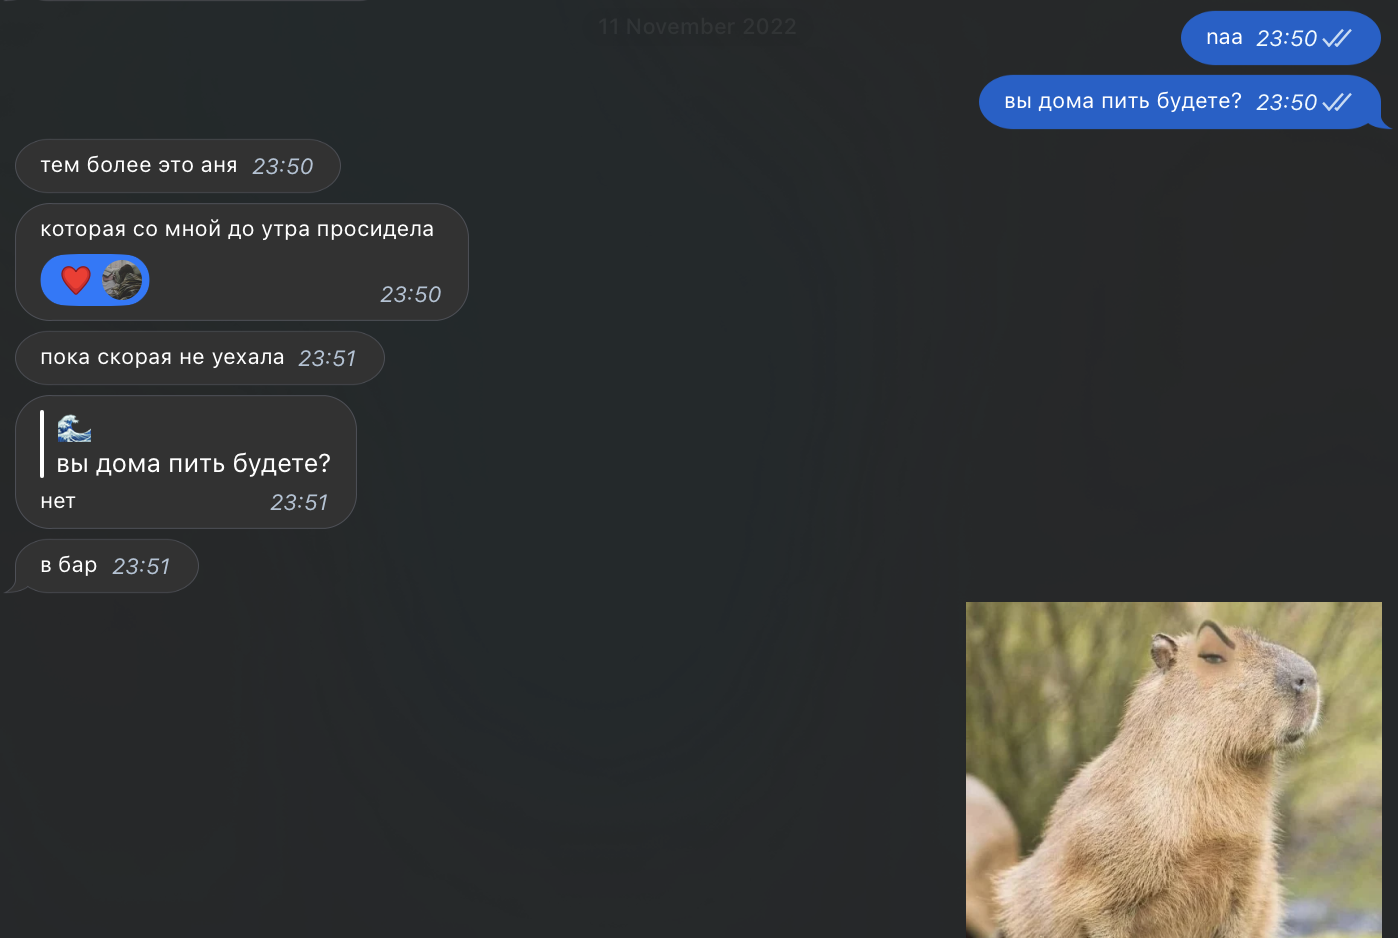 11 November 2022
naa 23:50
вы дома пить будете? 23:50
тем более это аня 23:50
которая со мной до утра просидела
23:50
пока скорая не уехала 23:51
вы дома пить будете?
нет 23:51
в бар 23:51